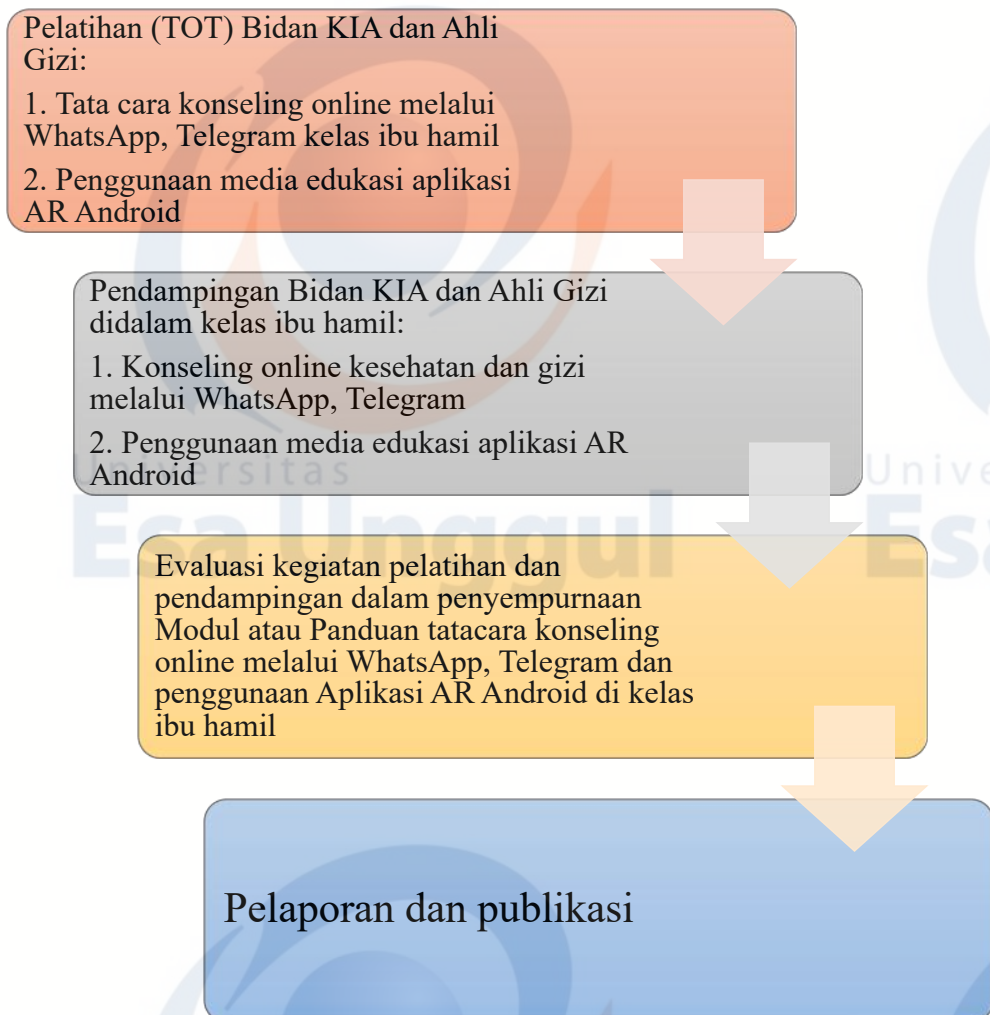 Pelatihan (TOT) Bidan KIA dan Ahli
Gizi:
1. Tata cara konseling online melalui
WhatsApp, Telegram kelas ibu hamil
2. Penggunaan media edukasi aplikasi
AR Android
Pendampingan Bidan KIA dan Ahli Gizi
didalam kelas ibu hamil:
1. Konseling online kesehatan dan gizi
melalui WhatsApp, Telegram
2. Penggunaan media edukasi aplikasi AR
Android
Universitas
Esa Unggul
Unive
Esa
Evaluasi kegiatan pelatihan dan
pendampingan dalam penyempurnaan
Modul atau Panduan tatacara konseling
online melalui WhatsApp, Telegram dan
penggunaan Aplikasi AR Android di kelas
ibu hamil
Pelaporan dan publikasi